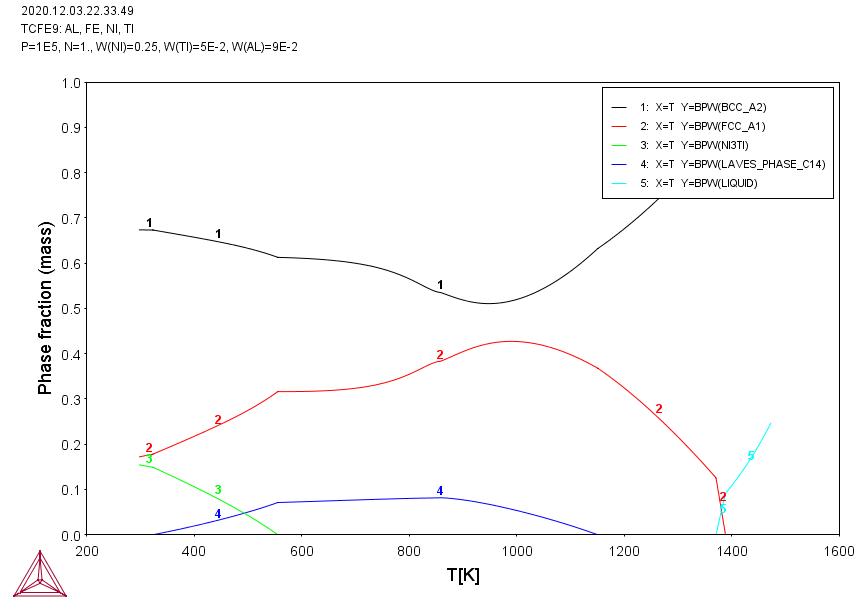 2020.12.03.22.33.49
TCFE9: AL, FE, NI, TI
P=1E5, N=1., W(NI)=0.25, W(TI)=5E-2, W(AL)=9E-2
1: X=T Y=BPW(BCC_A2)
2: X=T Y=BPW(FCC_A1)
3: X=T Y=BPW(NI3TI)
4: X=T Y=BPW(LAVES_PHASE_C14)
5: X=T Y=BPW(LIQUID)
Phase fraction (mass)
1.0
0.9
0.8
0.7
0.6
0.5
0.4
0.3
0.2
0.1
0.0
1 1 1
2 2 2 2 2
3 3
4 4
5 5
200 400 600 800 1000 1200 1400 1600
T[K]